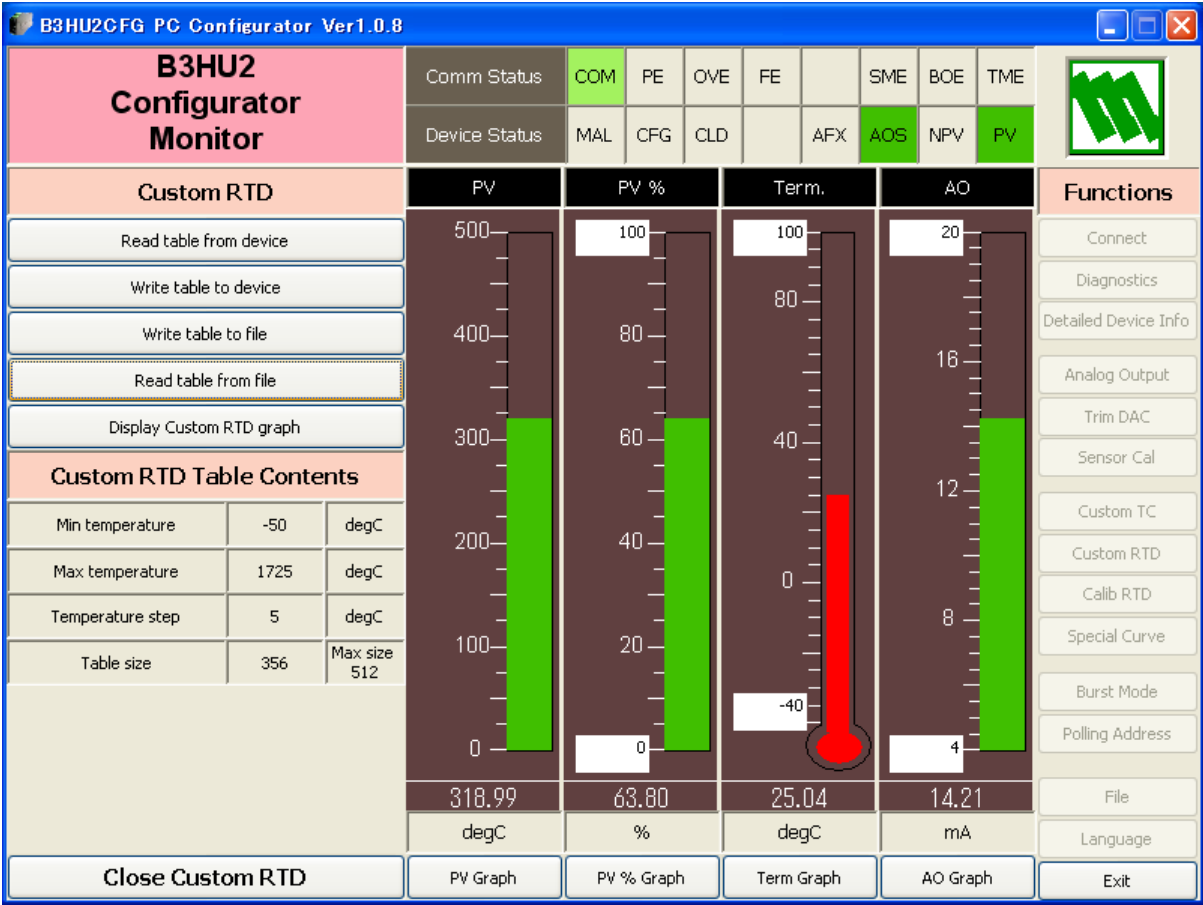 B3HU2CFG PC Configurator Ver1.0.8
B3HU2
Configurator
Monitor
Comm Status COM PE OVE FE SME BOE TME
Device Status MAL CFG CLD AFX AOS NPV PV
Custom RTD
Read table from device
Write table to device
Write table to file
Read table from file
Display Custom RTD graph
Custom RTD Table Contents
Min temperature -50 degC
Max temperature 1725 degC
Temperature step 5 degC
Table size 356 Max size
512
Close Custom RTD
PV
500
400
300
200
100
0
318.99
degC
PV Graph
PV %
100
80
60
40
20
0
63.80
%
PV % Graph
Term.
100
80
40
0
-40
25.04
degC
Term Graph
AO
20
16
12
8
4
14.21
mA
AO Graph
Functions
Connect
Diagnostics
Detailed Device Info
Analog Output
Trim DAC
Sensor Cal
Custom TC
Custom RTD
Calib RTD
Special Curve
Burst Mode
Polling Address
File
Language
Exit